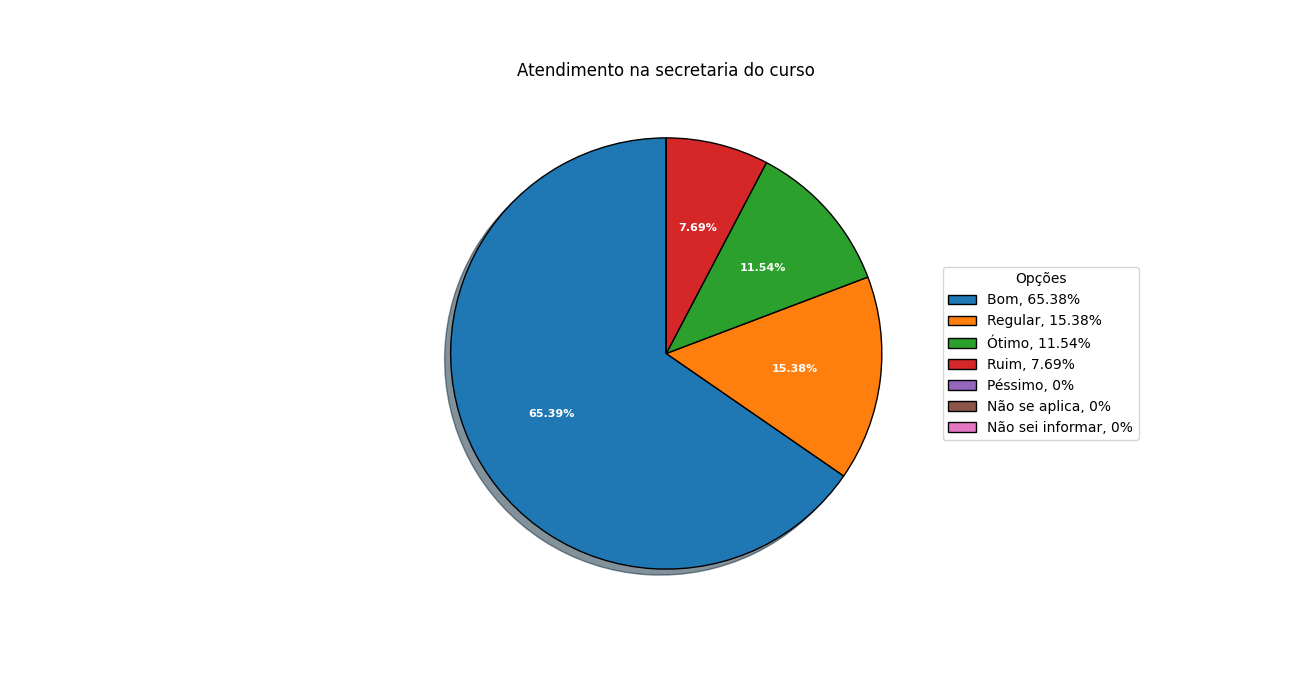 Atendimento na secretaria do curso
7.69%
11.54%
15.38%
65.39%
Opções
Bom, 65.38%
Regular, 15.38%
Ótimo, 11.54%
Ruim, 7.69%
Péssimo, 0%
Não se aplica, 0%
Não sei informar, 0%